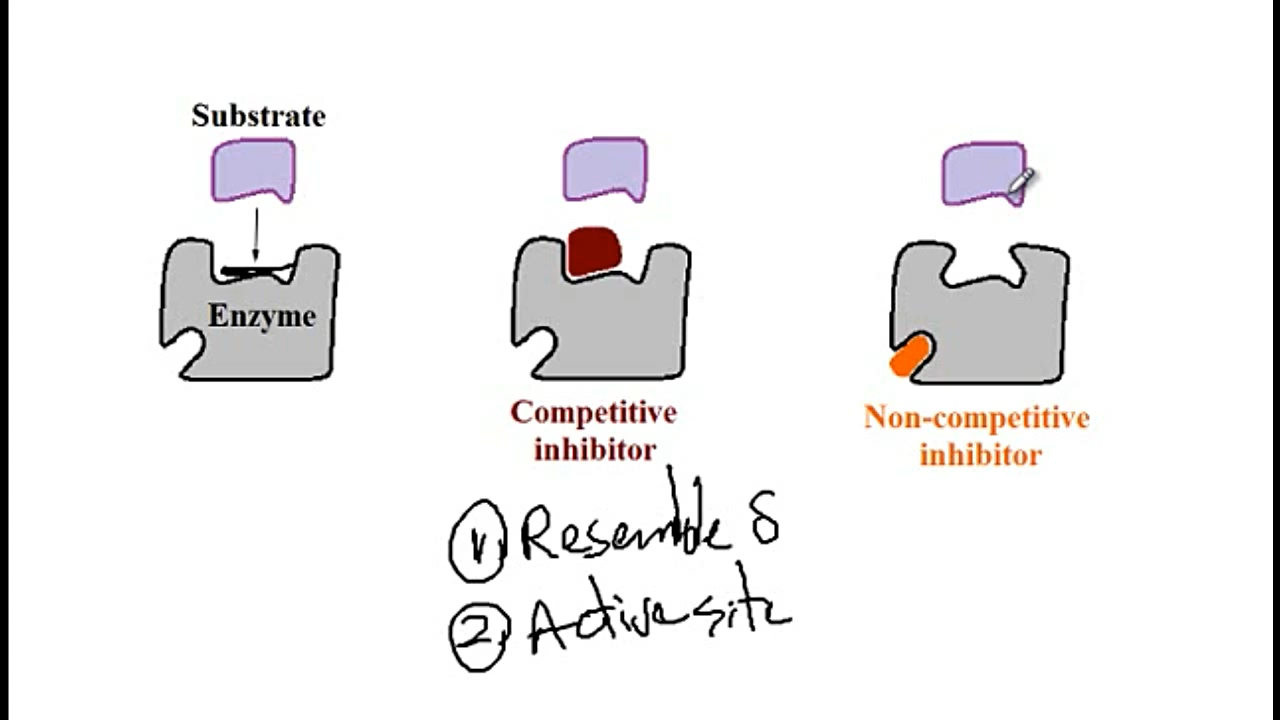 Substrate
Enzyme
Competitive
inhibitor
Non-competitive
inhibitor
1. Resemble S
2. Active site